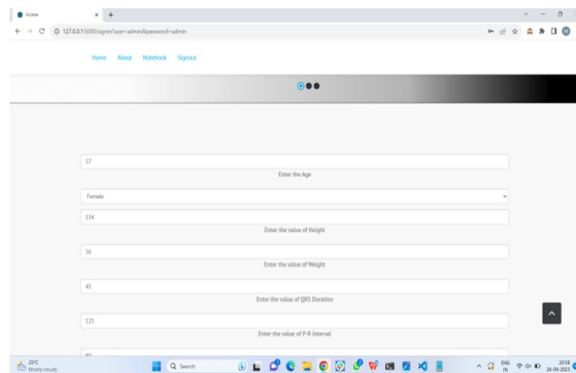 Home
127.0.0.1:5000/signin?user=admin&password=admin
Home About Notebook Signout
57
Enter the Age
Female
154
Enter the value of Height
56
Enter the value of Weight
45
Enter the value of QRS Duration
125
Enter the value of P-R Interval
25°C
Mostly cloudy
Search
ENG
IN
20:58
26-09-2023